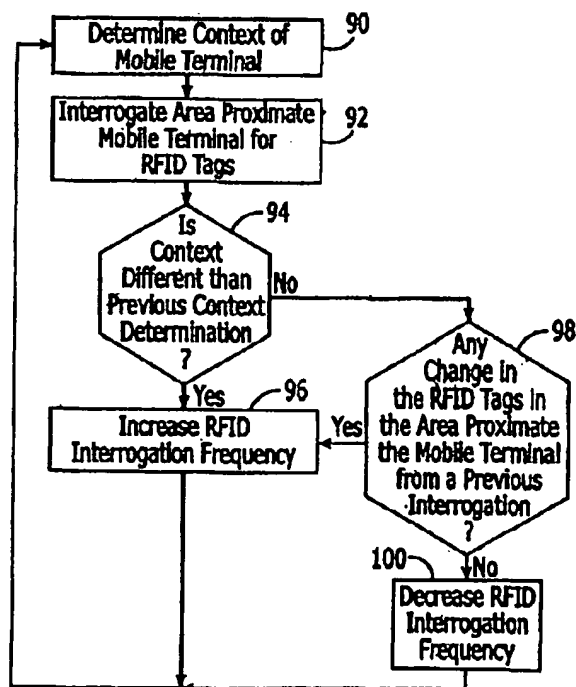 Determine Context of
Mobile Terminal
90
Interrogate Area Proximate
Mobile Terminal for
RFID Tags
92
Is
Context
Different than
Previous Context
Determination
?
94
No
Yes
Any
Change in
the RFID Tags in
the Area Proximate
the Mobile Terminal
from a Previous
Interrogation
?
98
Yes
Increase RFID
Interrogation Frequency
96
No
100
Decrease RFID
Interrogation
Frequency